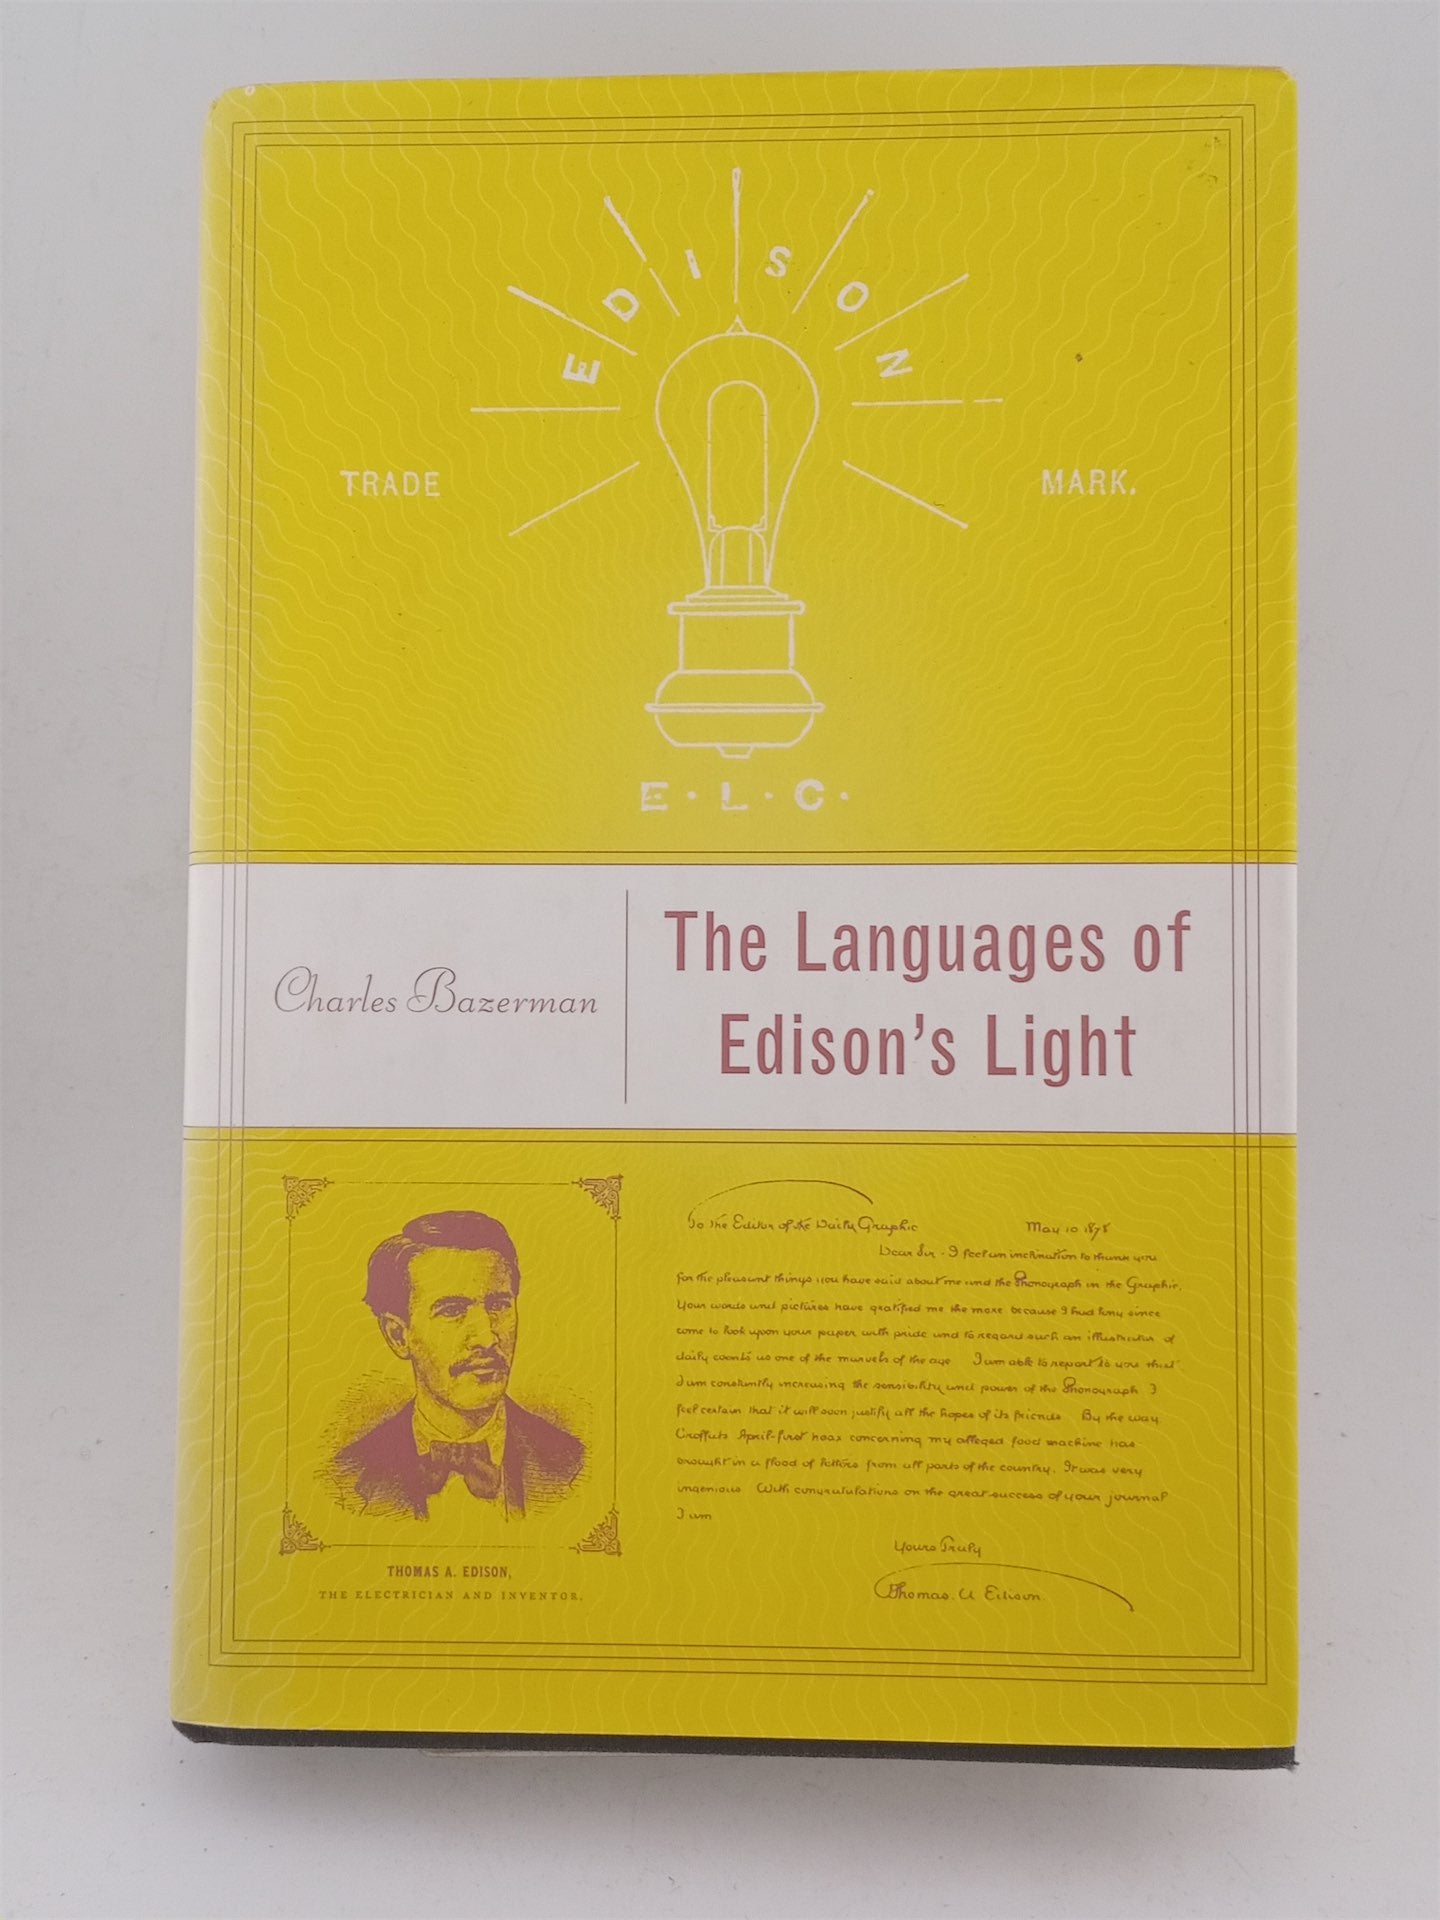 EDISON
TRADE MARK.
E. L. C.
Charles Bazerman
The Languages of
Edison's Light
To the Editor of the Daily Graphic May 10 1878
Dear Sir - I feel an inclination to thank you
for the pleasant things you have said about me and the Phonograph in the Graphic.
Your words and pictures have gratified me the more because I had long since
come to look upon your paper with pride and to regard such an illustrator of
daily events as one of the marvels of the age I am able to report to you that
I am constantly increasing the sensibility and power of the Phonograph I
feel certain that it will soon justify all the hopes of its friends By the way
Croffuts April-first hoax concerning my alleged food machine has
brought in a flood of letters from all parts of the country. It was very
ingenious With congratulations on the great success of your journal
I am
Yours Truly
Thomas. A Edison.
THOMAS A. EDISON,
THE ELECTRICIAN AND INVENTOR.